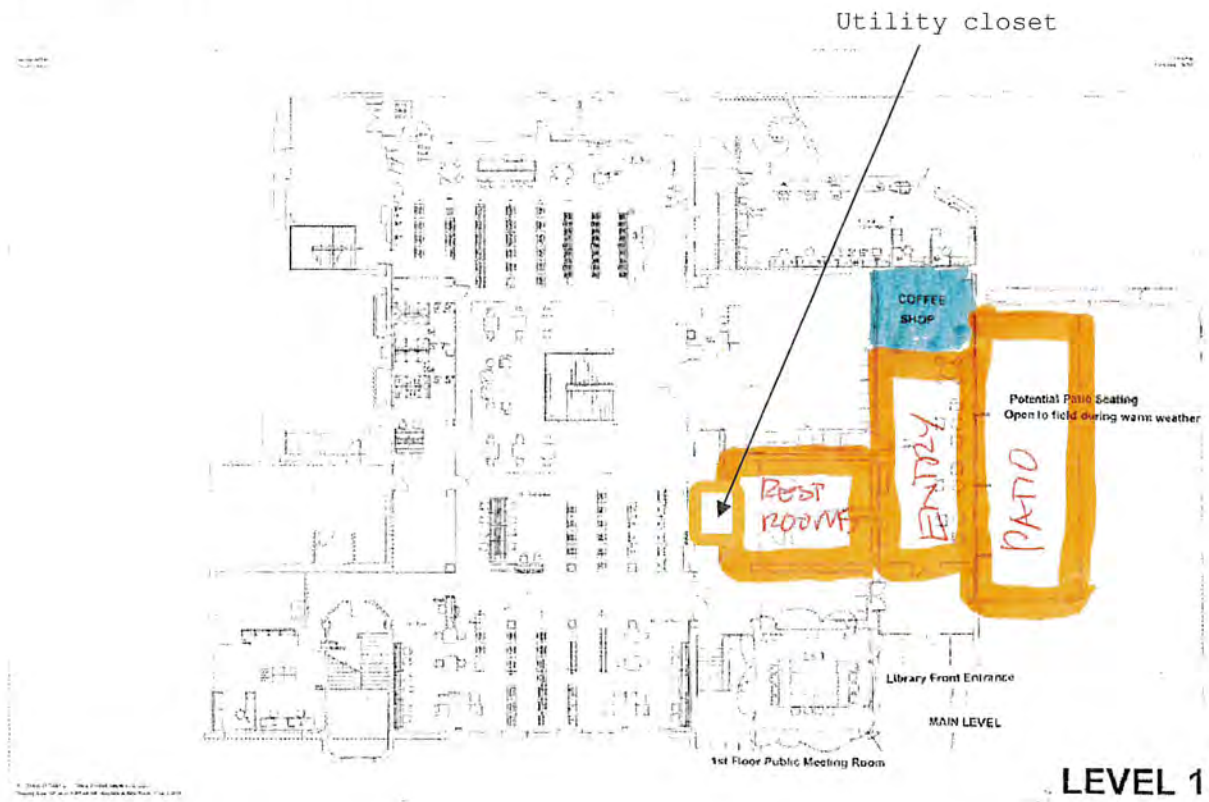 Utility closet
COFFEE
SHOP
Potential Patio Seating
Open to field during warm weather
ENTRY
PATIO
REST
ROOMS
Library Front Entrance
MAIN LEVEL
1st Floor Public Meeting Room
LEVEL 1